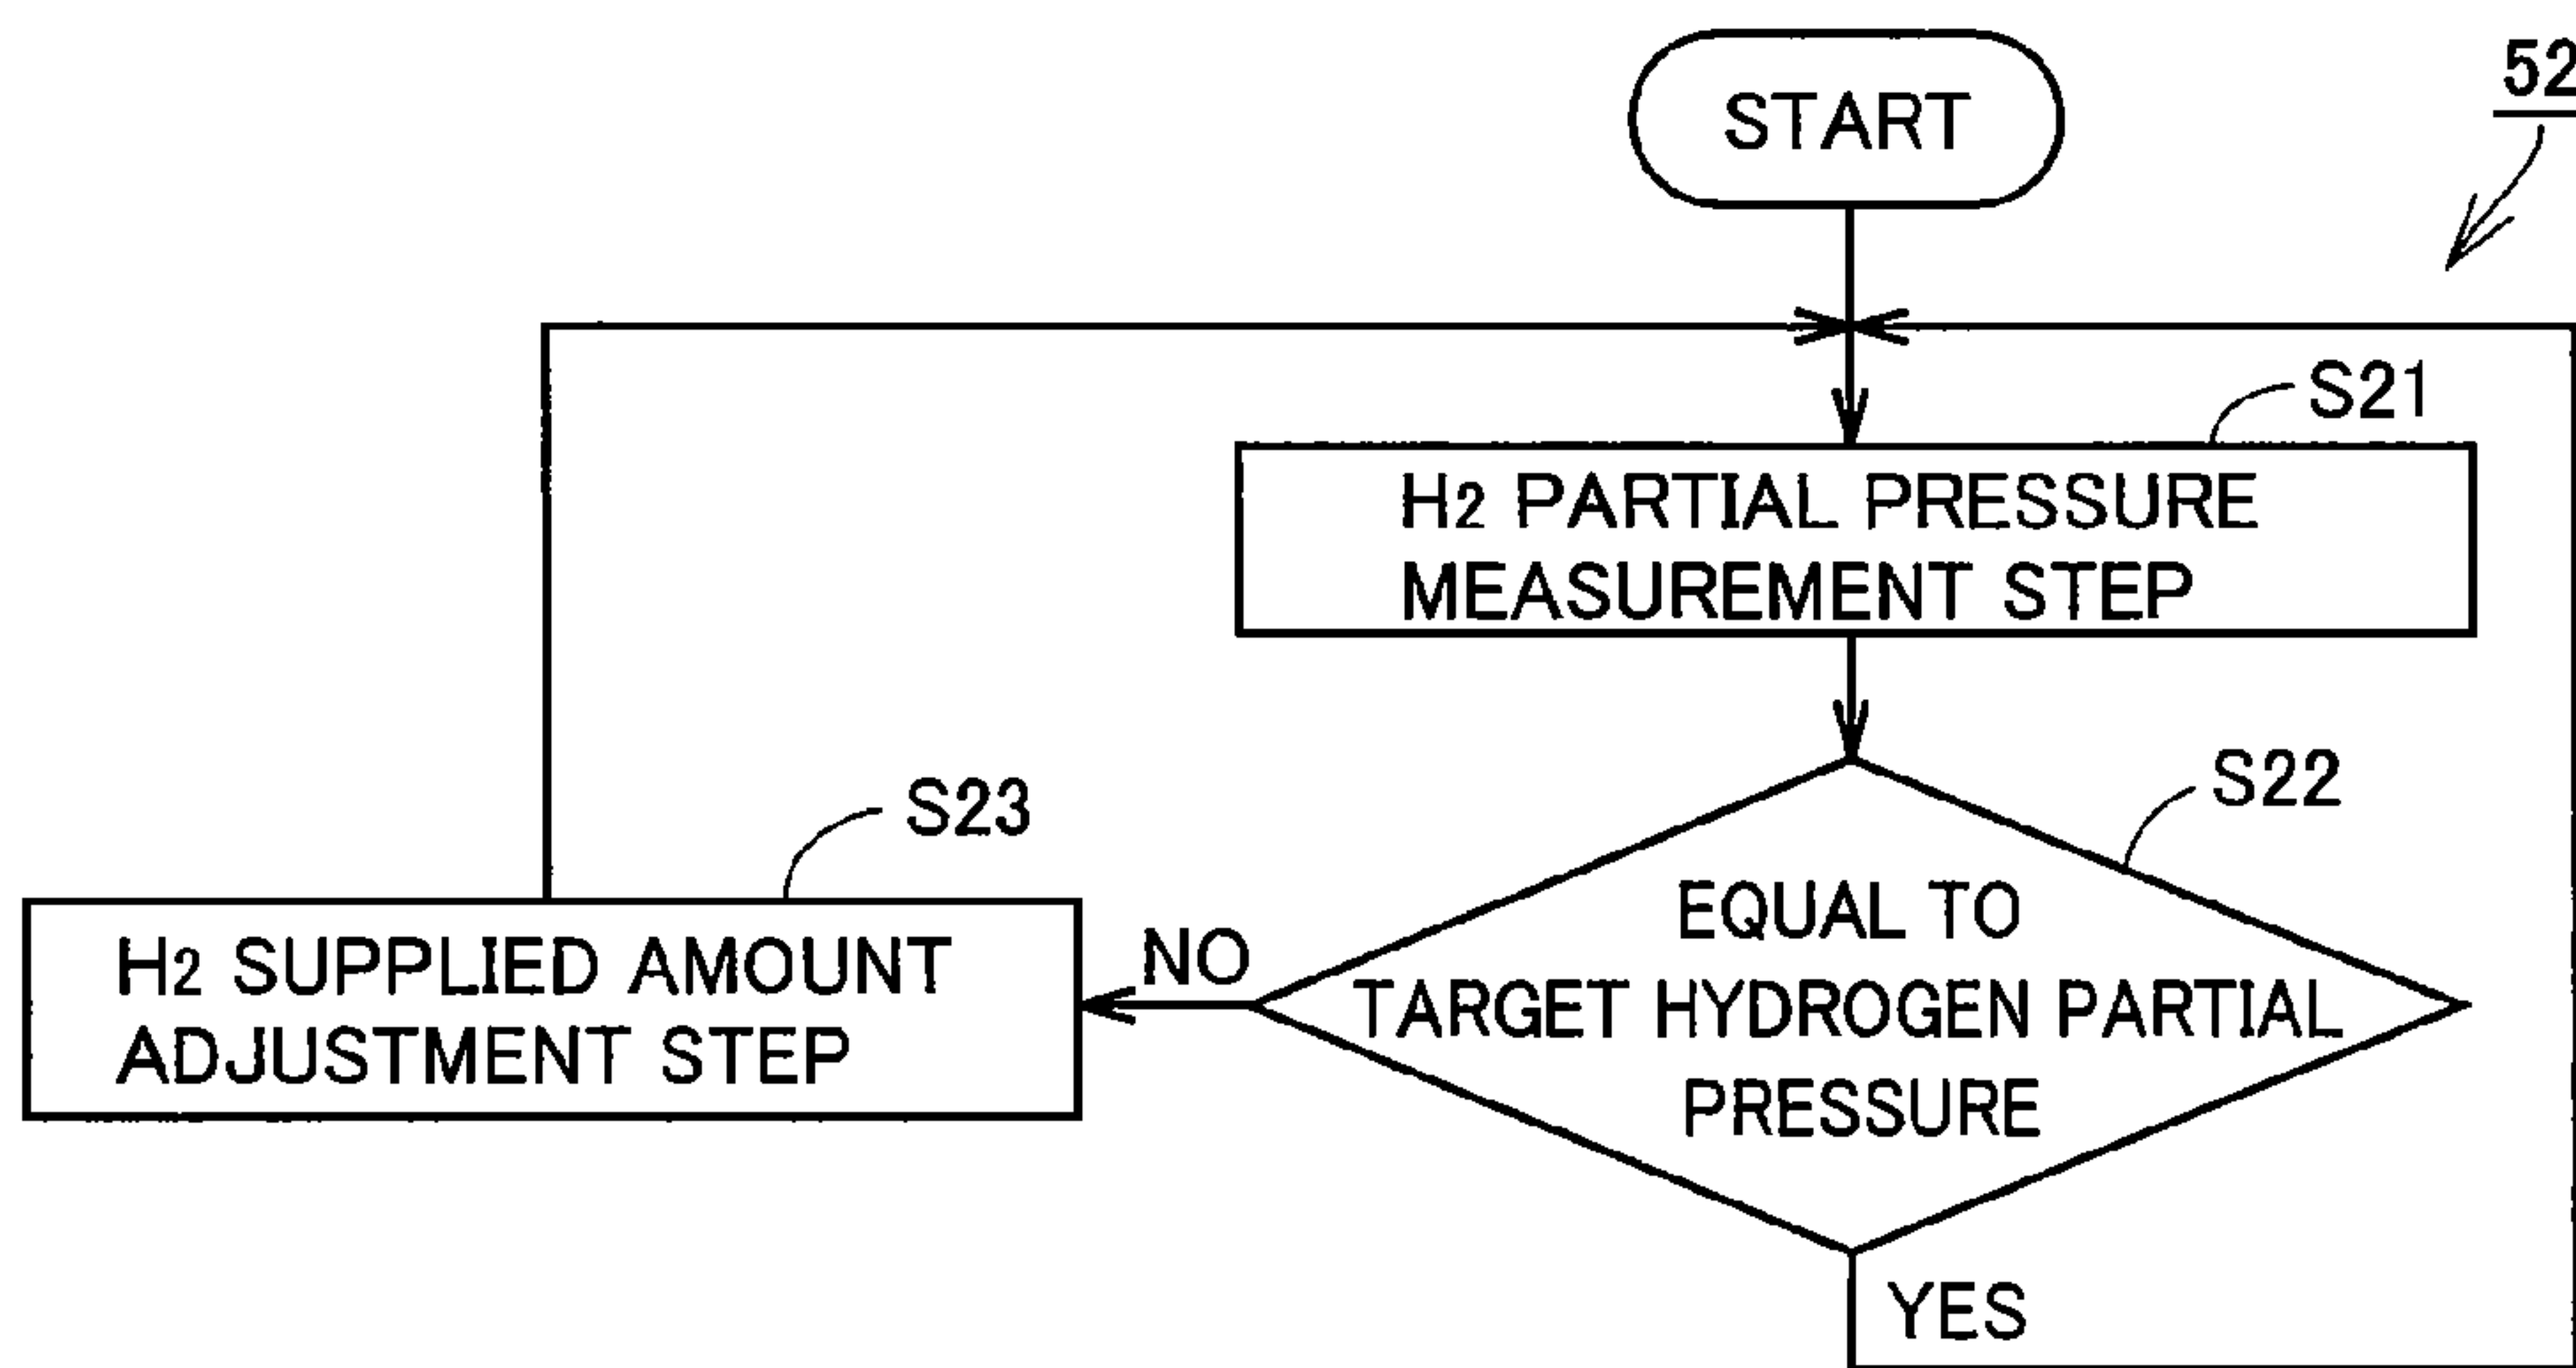 START
52
S21
H2 PARTIAL PRESSURE
MEASUREMENT STEP
S22
EQUAL TO
TARGET HYDROGEN PARTIAL
PRESSURE
NO
S23
H2 SUPPLIED AMOUNT
ADJUSTMENT STEP
YES